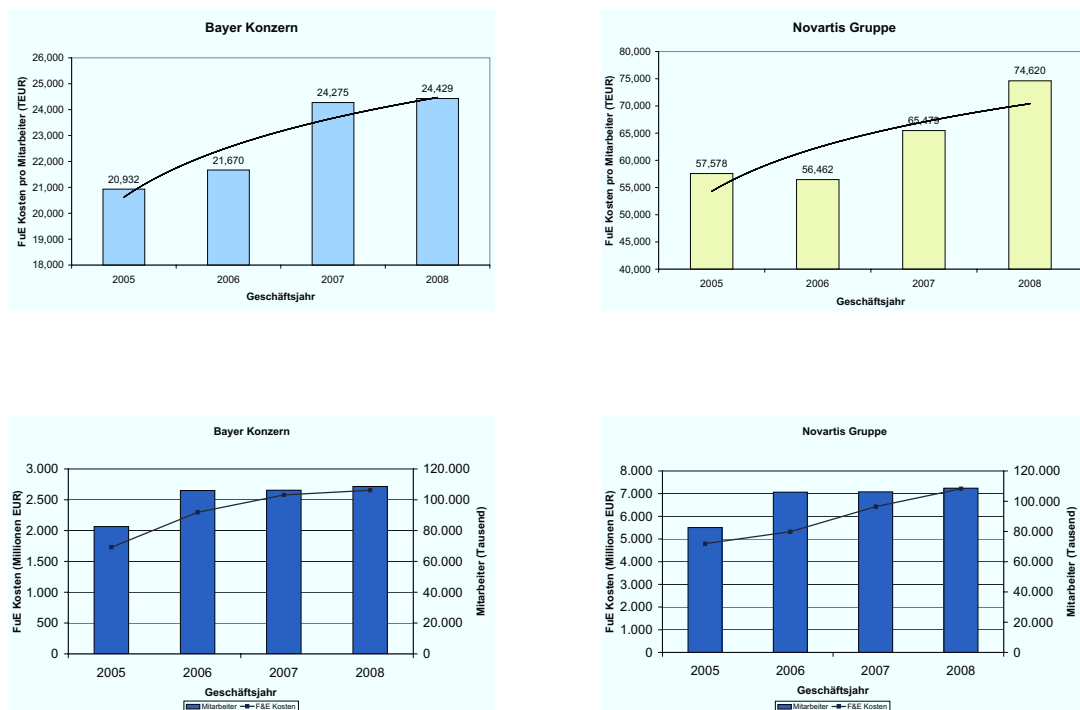 Bayer Konzern
FuE Kosten pro Mitarbeiter (TEUR)
26,000
25,000
24,000
23,000
22,000
21,000
20,000
19,000
18,000
20,932
21,670
24,275
24,429
2005 2006 2007 2008
Geschäftsjahr
Novartis Gruppe
FuE Kosten pro Mitarbeiter (TEUR)
80,000
75,000
70,000
65,000
60,000
55,000
50,000
45,000
40,000
57,578
56,462
65,479
74,620
2005 2006 2007 2008
Geschäftsjahr
Bayer Konzern
FuE Kosten (Millionen EUR)
3.000
2.500
2.000
1.500
1.000
500
0
120.000
100.000
80.000
60.000
40.000
20.000
0
Mitarbeiter (Tausend)
2005 2006 2007 2008
Geschäftsjahr
Mitarbeiter F&E Kosten
Novartis Gruppe
FuE Kosten (Millionen EUR)
8.000
7.000
6.000
5.000
4.000
3.000
2.000
1.000
0
120.000
100.000
80.000
60.000
40.000
20.000
0
Mitarbeiter (Tausend)
2005 2006 2007 2008
Geschäftsjahr
Mitarbeiter F&E Kosten